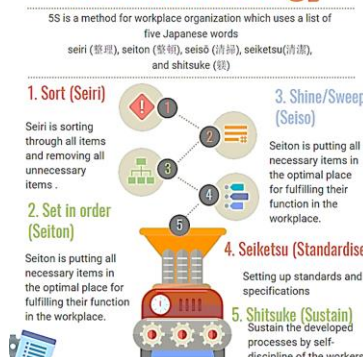 5S is a method for workplace organization which uses a list of
five Japanese words
seiri (整理), seiton (整頓), seisō (清掃), seiketsu(清潔),
and shitsuke (躾)
1. Sort (Seiri)
Seiri is sorting
through all items
and removing all
unnecessary
items .
2. Set in order
(Seiton)
Seiton is putting all
necessary items in
the optimal place for
fulfilling their function
in the workplace.
1
2
3
4
5
3. Shine/Sweep
(Seiso)
Seiton is putting all
necessary items in
the optimal place
for fulfilling their
function in the
workplace.
4. Seiketsu (Standardise
Setting up standards and
specifications
5. Shitsuke (Sustain)
Sustain the developed
processes by self-
discipline of the workers